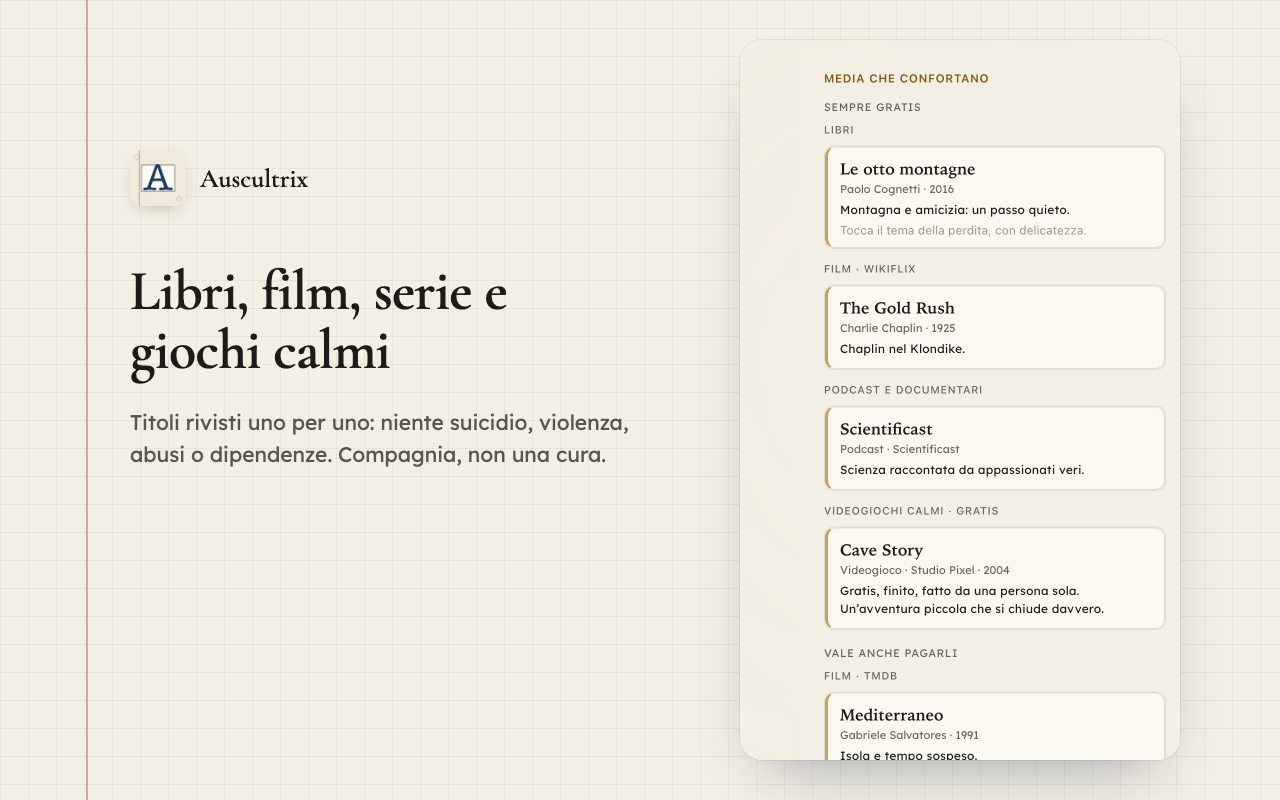 A
Auscultrix
Libri, film, serie e
giochi calmi
Titoli rivisti uno per uno: niente suicidio, violenza,
abusi o dipendenze. Compagnia, non una cura.
MEDIA CHE CONFORTANO
SEMPRE GRATIS
LIBRI
Le otto montagne
Paolo Cognetti · 2016
Montagna e amicizia: un passo quieto.
Tocca il tema della perdita, con delicatezza.
FILM · WIKIFLIX
The Gold Rush
Charlie Chaplin · 1925
Chaplin nel Klondike.
PODCAST E DOCUMENTARI
Scientificast
Podcast · Scientificast
Scienza raccontata da appassionati veri.
VIDEOGIOCHI CALMI · GRATIS
Cave Story
Videogioco · Studio Pixel · 2004
Gratis, finito, fatto da una persona sola.
Un’avventura piccola che si chiude davvero.
VALE ANCHE PAGARLI
FILM · TMDB
Mediterraneo
Gabriele Salvatores · 1991
Isola e tempo sospeso.